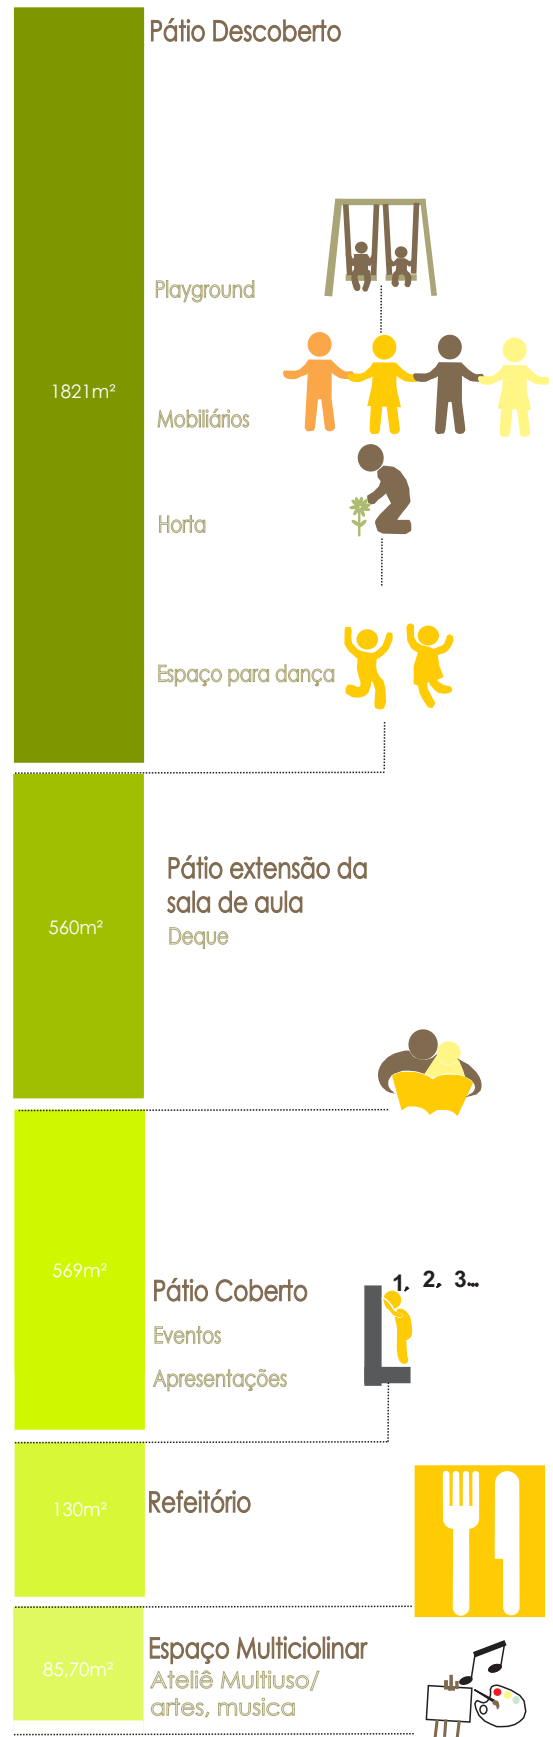 Pátio Descoberto
Playground
1821m²
Mobiliários
Horta
Espaço para dança
Pátio extensão da
sala de aula
560m²
Deque
569m²
1, 2, 3...
Pátio Coberto
Eventos
Apresentações
130m²
Refeitório
Espaço Multiciolinar
85,70m²
Ateliê Multiuso/
artes, musica